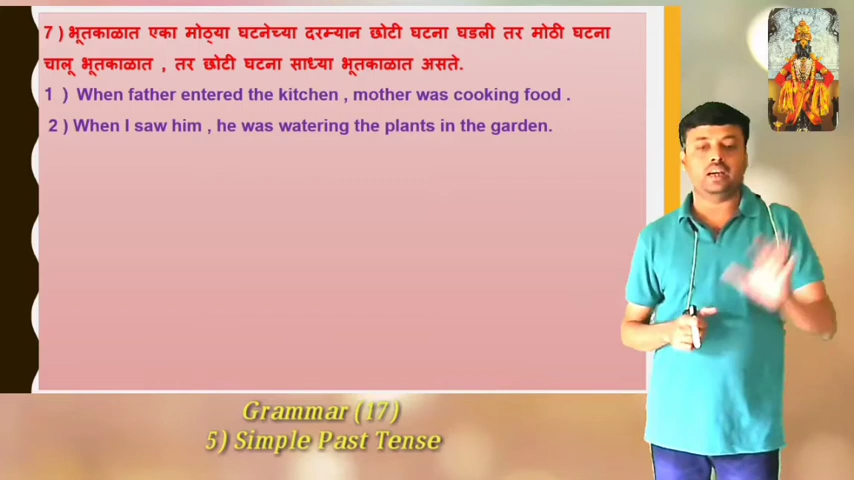 7 ) भूतकाळात एका मोठ्या घटनेच्या दरम्यान छोटी घटना घडली तर मोठी घटना
चालू भूतकाळात , तर छोटी घटना साध्या भूतकाळात असते.
1 ) When father entered the kitchen , mother was cooking food .
2 ) When I saw him , he was watering the plants in the garden.
Grammar (17)
5) Simple Past Tense